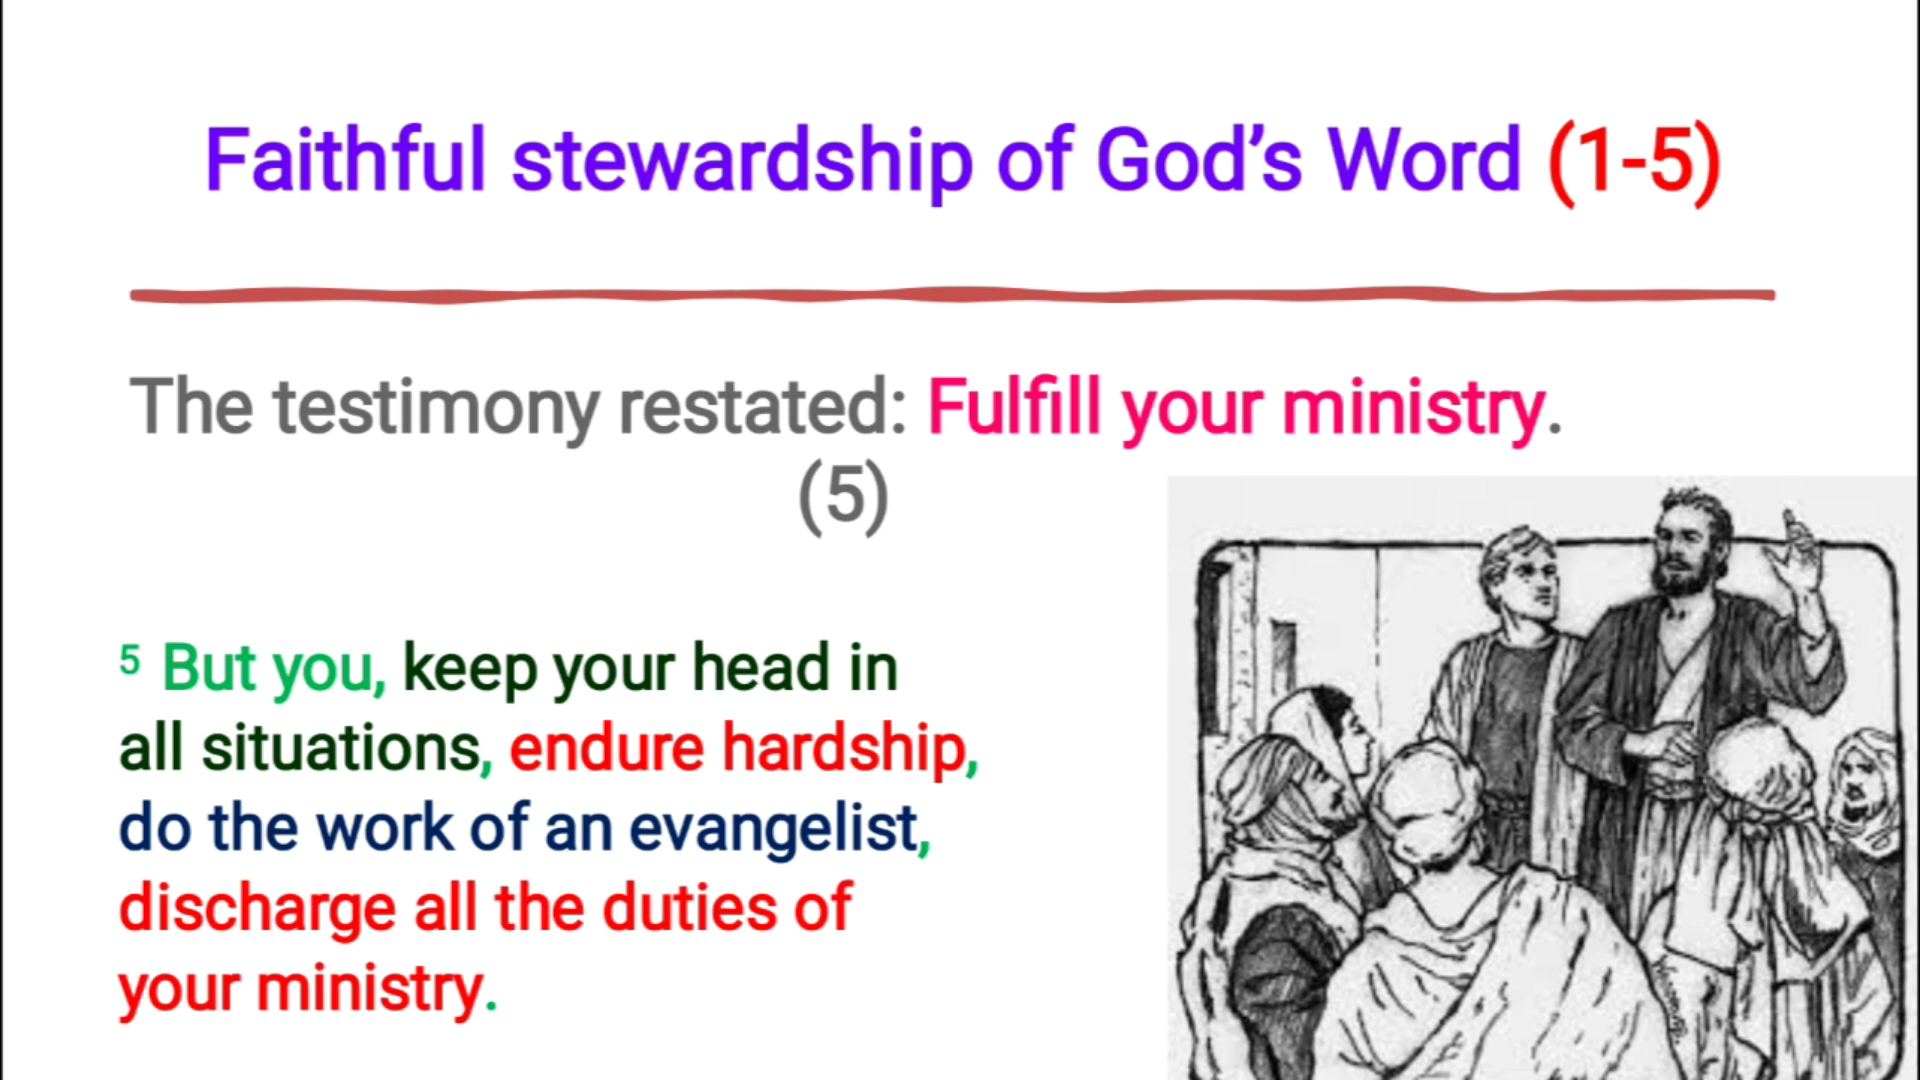 Faithful stewardship of God’s Word (1-5)
The testimony restated: Fulfill your ministry.
(5)
5 But you, keep your head in
all situations, endure hardship,
do the work of an evangelist,
discharge all the duties of
your ministry.